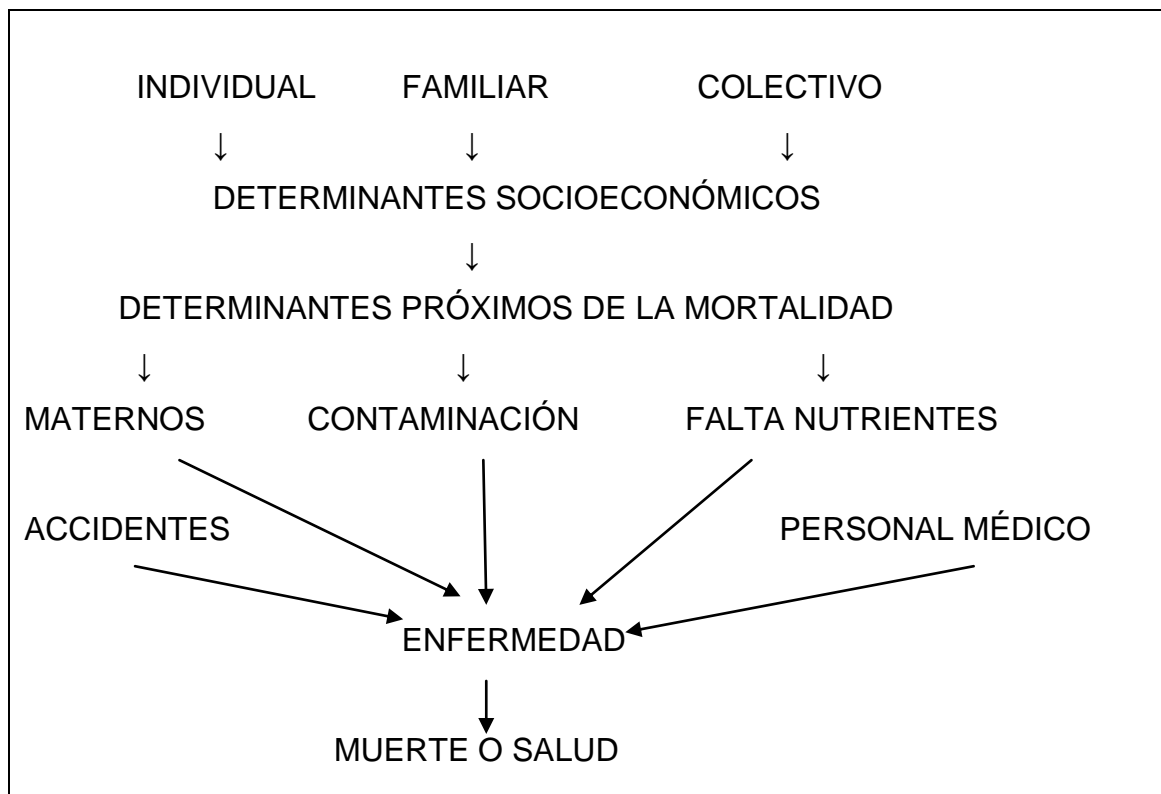 INDIVIDUAL FAMILIAR COLECTIVO
↓ ↓ ↓
DETERMINANTES SOCIOECONÓMICOS
↓
DETERMINANTES PRÓXIMOS DE LA MORTALIDAD
↓ ↓ ↓
MATERNOS CONTAMINACIÓN FALTA NUTRIENTES
ACCIDENTES PERSONAL MÉDICO
ENFERMEDAD
MUERTE O SALUD